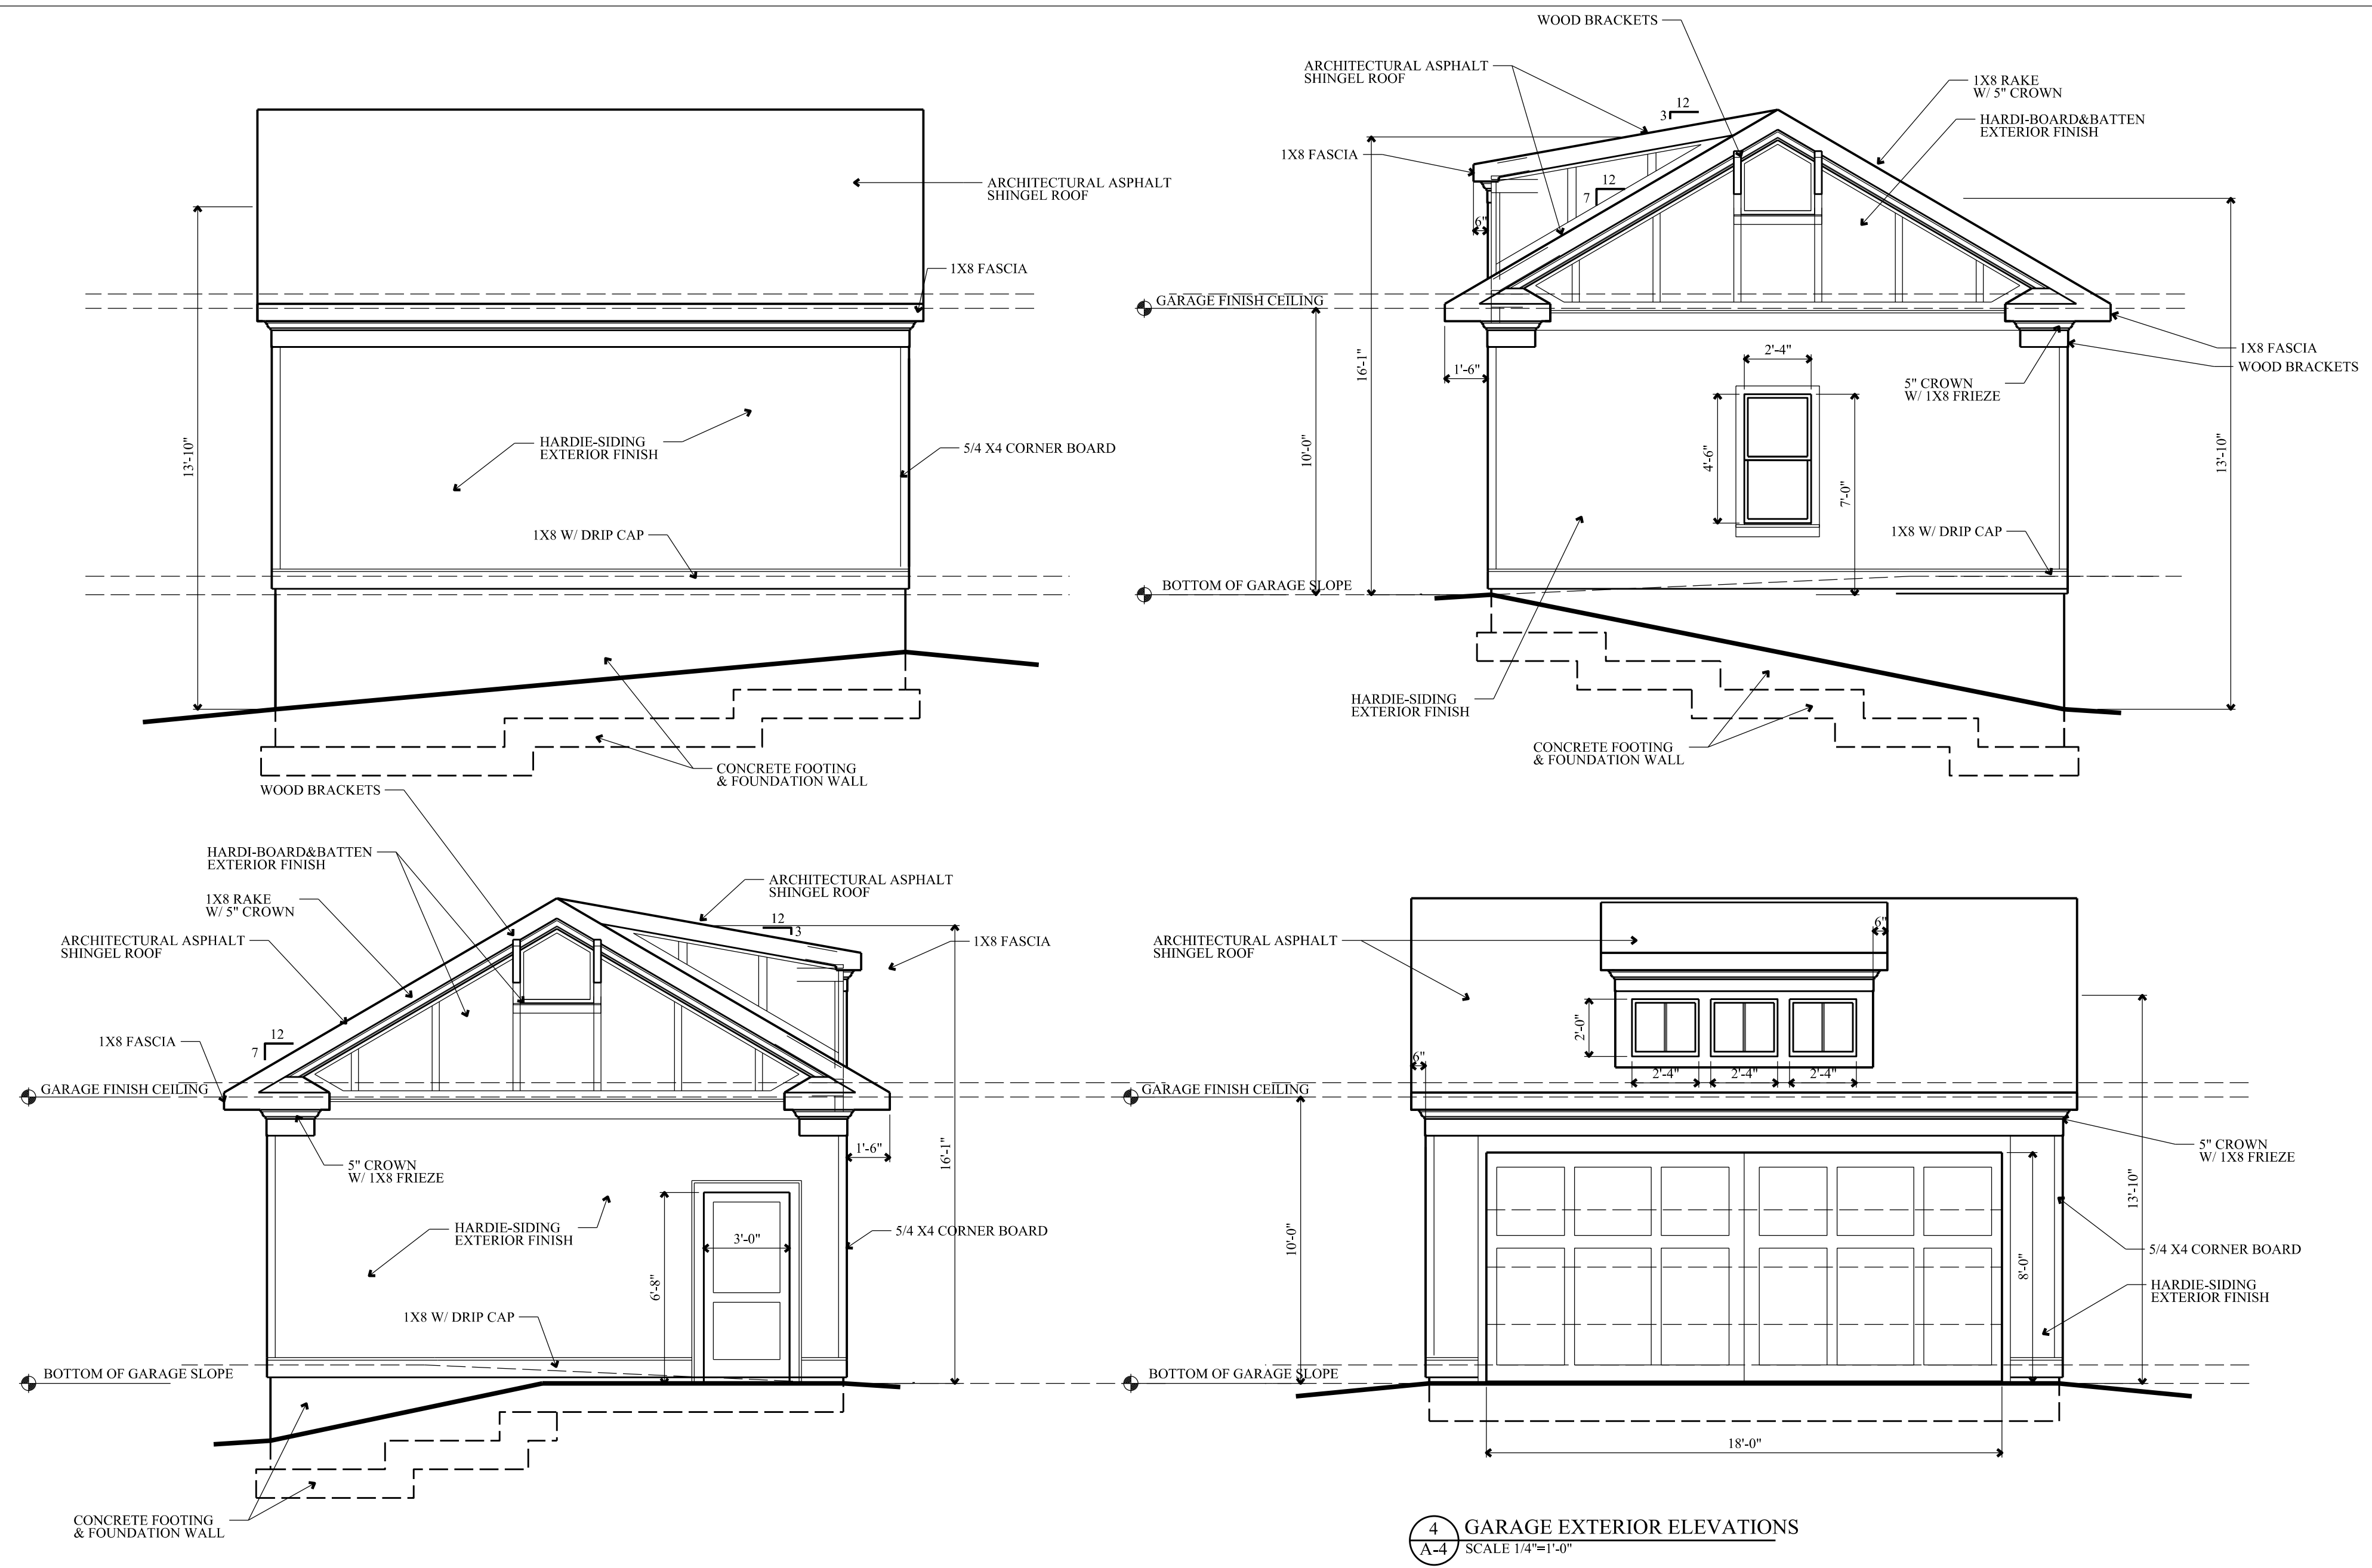 ARCHITECTURAL ASPHALT
SHINGEL ROOF
1X8 FASCIA
13'-10"
HARDIE-SIDING
EXTERIOR FINISH
5/4 X4 CORNER BOARD
1X8 W/ DRIP CAP
CONCRETE FOOTING
& FOUNDATION WALL
WOOD BRACKETS
ARCHITECTURAL ASPHALT
SHINGEL ROOF
1X8 RAKE
W/ 5" CROWN
12
3
HARDI-BOARD&BATTEN
EXTERIOR FINISH
1X8 FASCIA
12
7
6"
GARAGE FINISH CEILING
1X8 FASCIA
WOOD BRACKETS
2'-4"
1'-6"
16'-1"
5" CROWN
W/ 1X8 FRIEZE
10'-0"
4'-6"
7'-0"
13'-10"
1X8 W/ DRIP CAP
BOTTOM OF GARAGE SLOPE
HARDIE-SIDING
EXTERIOR FINISH
CONCRETE FOOTING
& FOUNDATION WALL
WOOD BRACKETS
HARDI-BOARD&BATTEN
EXTERIOR FINISH
ARCHITECTURAL ASPHALT
SHINGEL ROOF
1X8 RAKE
W/ 5" CROWN
12
3
ARCHITECTURAL ASPHALT
SHINGEL ROOF
1X8 FASCIA
12
7
1X8 FASCIA
GARAGE FINISH CEILING
1'-6"
16'-1"
5" CROWN
W/ 1X8 FRIEZE
HARDIE-SIDING
EXTERIOR FINISH
5/4 X4 CORNER BOARD
3'-0"
6'-8"
1X8 W/ DRIP CAP
BOTTOM OF GARAGE SLOPE
CONCRETE FOOTING
& FOUNDATION WALL
6"
ARCHITECTURAL ASPHALT
SHINGEL ROOF
2'-0"
6"
2'-4"
2'-4"
2'-4"
GARAGE FINISH CEILING
5" CROWN
W/ 1X8 FRIEZE
13'-10"
10'-0"
8'-0"
5/4 X4 CORNER BOARD
HARDIE-SIDING
EXTERIOR FINISH
BOTTOM OF GARAGE SLOPE
18'-0"
4
A-4
GARAGE EXTERIOR ELEVATIONS
SCALE 1/4"=1'-0"